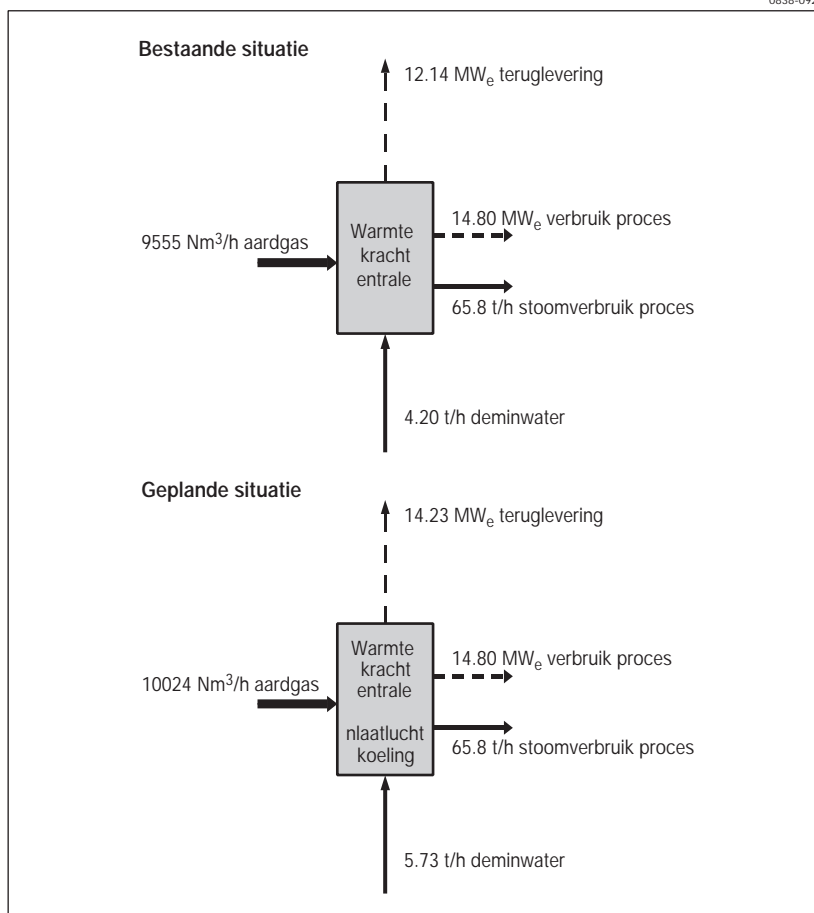 Bestaande situatie
12.14 MWe teruglevering
14.80 MWe verbruik proces
9555 Nm³/h aardgas
Warmte
kracht
entrale
65.8 t/h stoomverbruik proces
4.20 t/h deminwater
Geplande situatie
14.23 MWe teruglevering
14.80 MWe verbruik proces
10024 Nm³/h aardgas
Warmte
kracht
entrale
nlaatlucht
koeling
65.8 t/h stoomverbruik proces
5.73 t/h deminwater